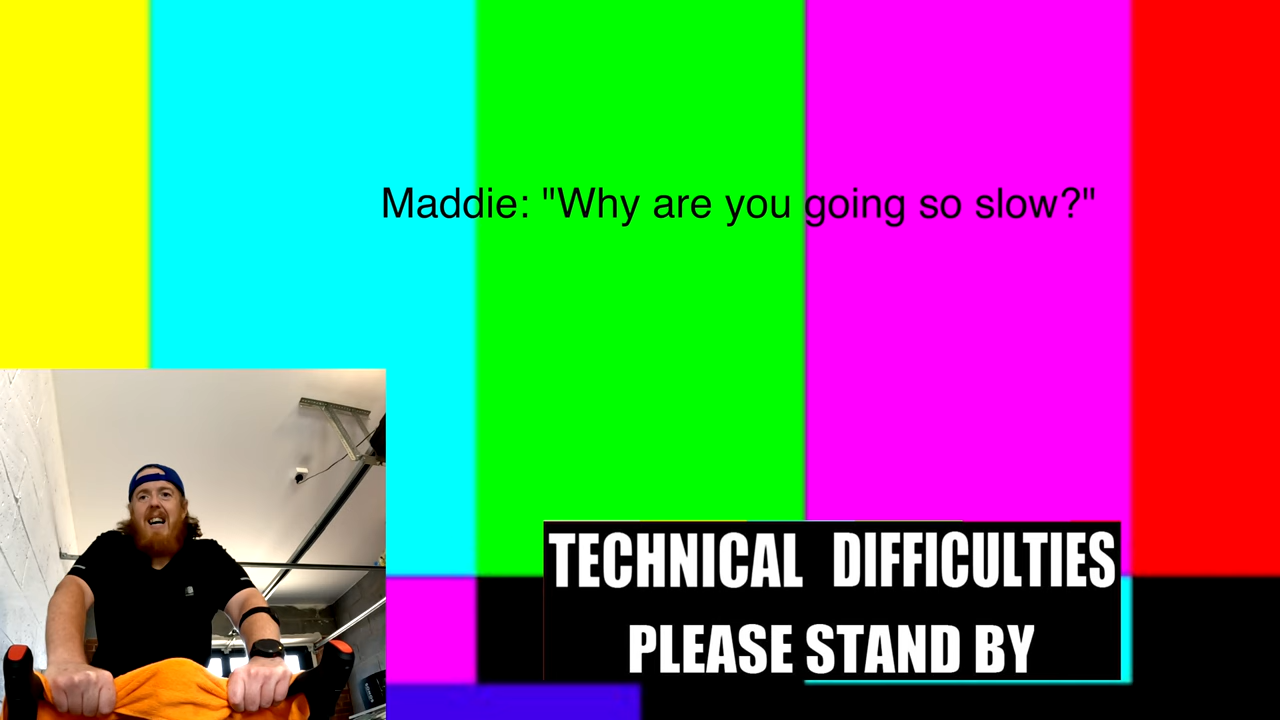 Maddie: "Why are you going so slow?"
TECHNICAL DIFFICULTIES
PLEASE STAND BY